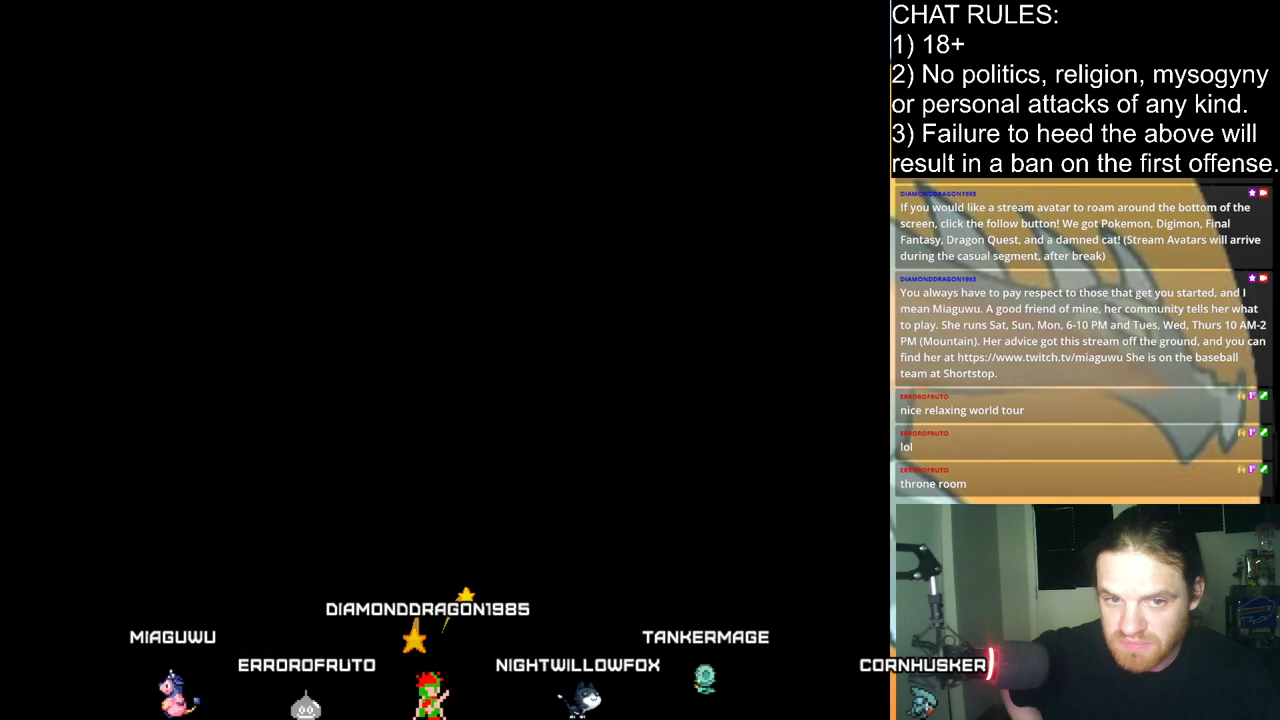 CHAT RULES:
1) 18+
2) No politics, religion, mysogyny
or personal attacks of any kind.
3) Failure to heed the above will
result in a ban on the first offense.
DIAMONDDRAGON1985
If you would like a stream avatar to roam around the bottom of the
screen, click the follow button! We got Pokemon, Digimon, Final
Fantasy, Dragon Quest, and a damned cat! (Stream Avatars will arrive
during the casual segment, after break)
DIAMONDDRAGON1985
You always have to pay respect to those that get you started, and I
mean Miaguwu. A good friend of mine, her community tells her what
to play. She runs Sat, Sun, Mon, 6-10 PM and Tues, Wed, Thurs 10 AM-2
PM (Mountain). Her advice got this stream off the ground, and you can
find her at https://www.twitch.tv/miaguwu She is on the baseball
team at Shortstop.
ERROROFRUTO
nice relaxing world tour
ERROROFRUTO
lol
ERROROFRUTO
throne room
DIAMONDDRAGON1985
MIAGUWU
TANKERMAGE
ERROROFRUTO
NIGHTWILLOWFOX
CORNHUSKER